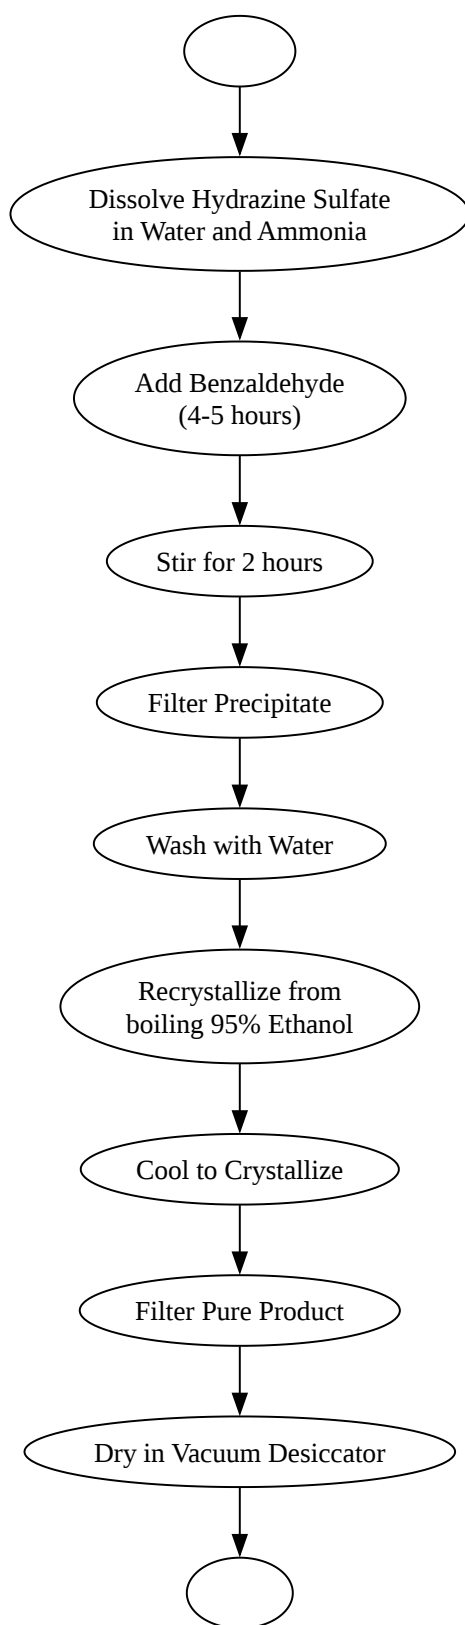 Dissolve Hydrazine Sulfate
in Water and Ammonia
Add Benzaldehyde
(4-5 hours)
Stir for 2 hours
Filter Precipitate
Wash with Water
Recrystallize from
boiling 95% Ethanol
Cool to Crystallize
Filter Pure Product
Dry in Vacuum Desiccator